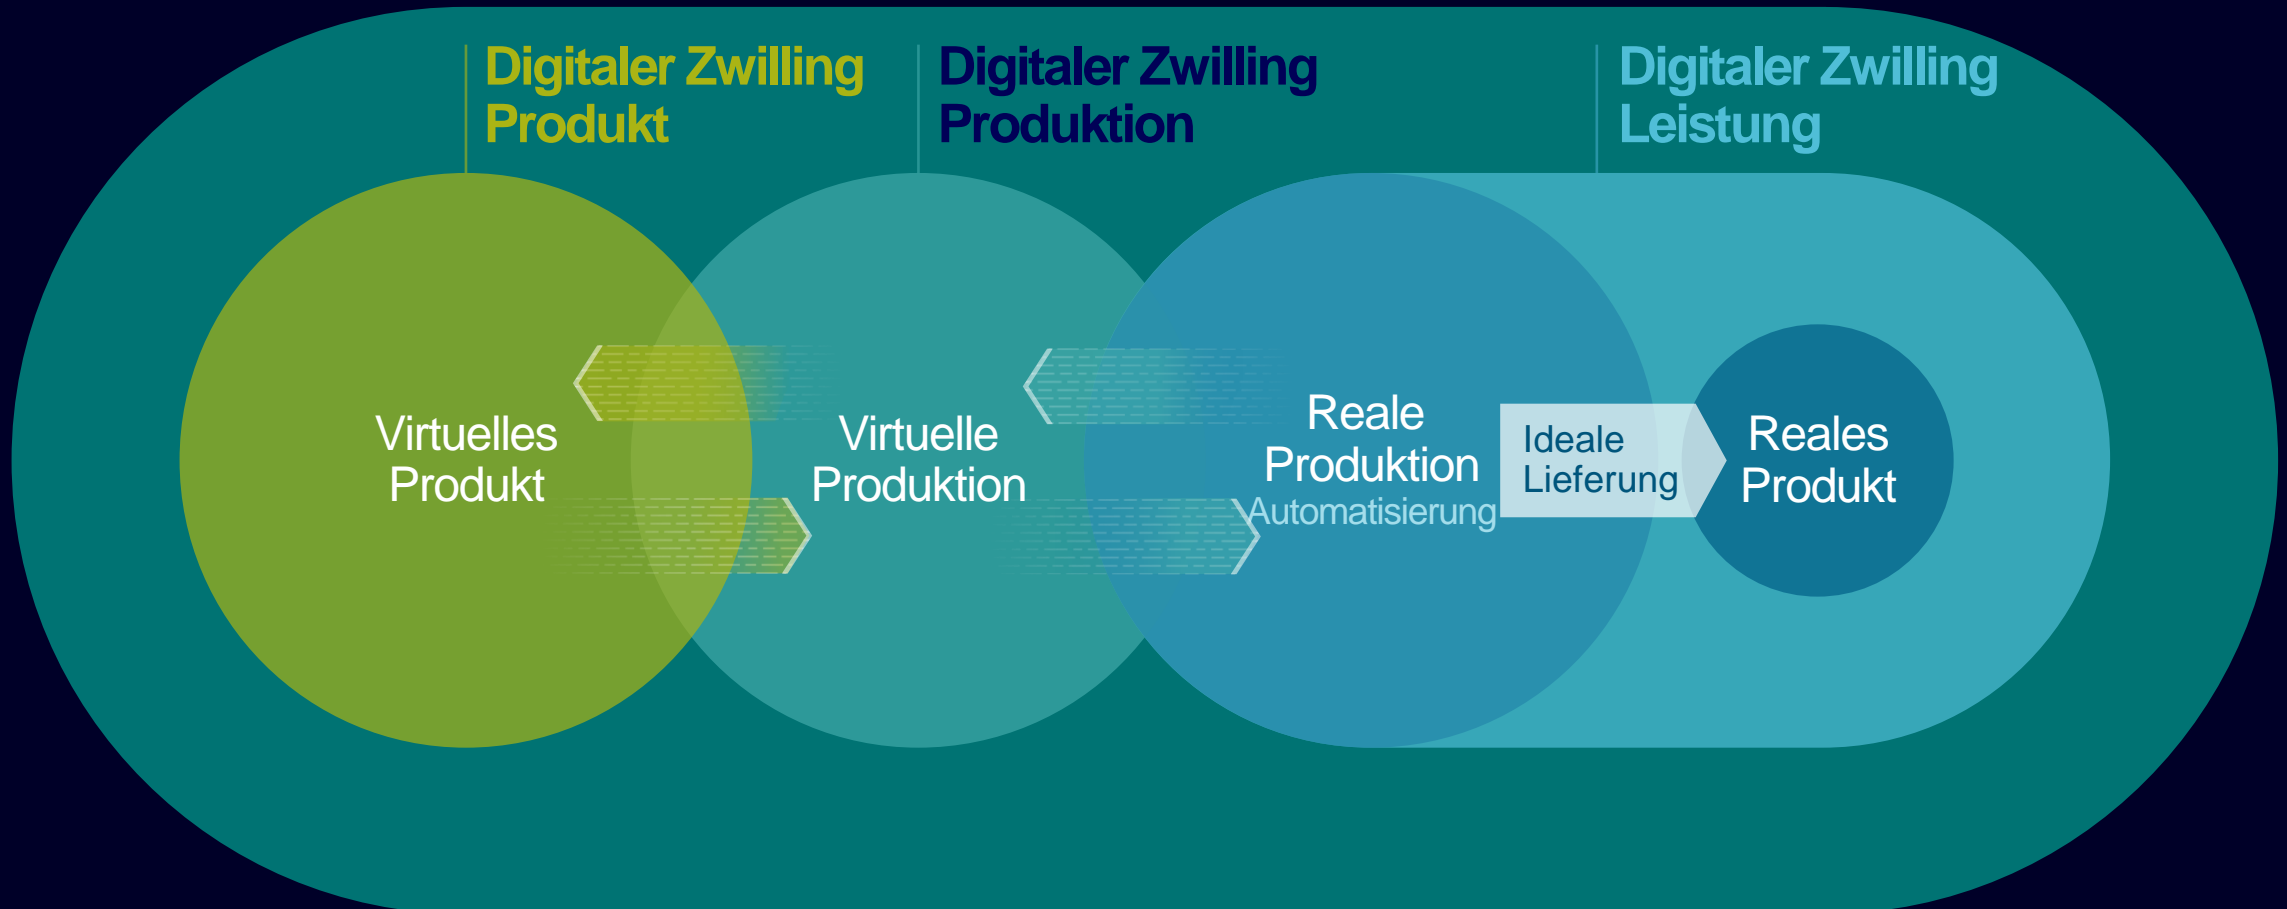 Digitaler Zwilling
Produkt
Digitaler Zwilling
Produktion
Digitaler Zwilling
Leistung
Virtuelles
Produkt
Virtuelle
Produktion
Reale
Produktion
Automatisierung
Ideale
Lieferung
Reales
Produkt